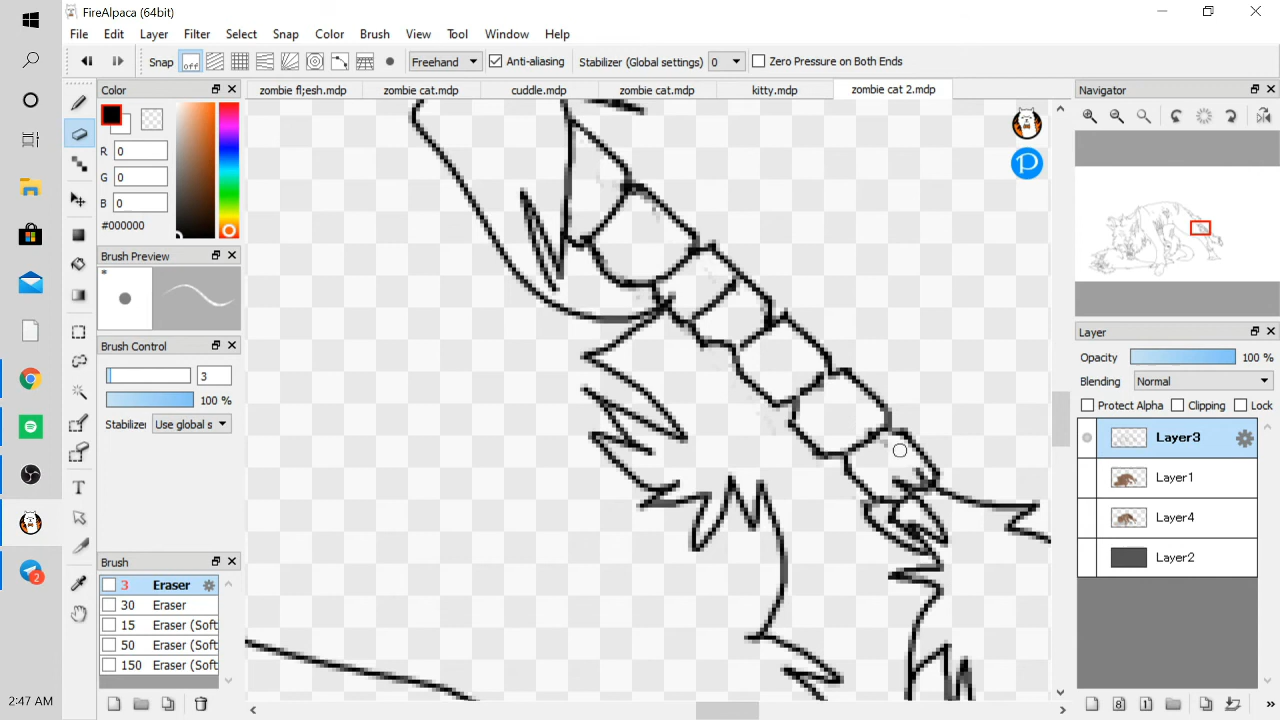 FireAlpaca (64bit)
File Edit Layer Filter Select Snap Color Brush View Tool Window Help
Snap off Freehand Anti-aliasing Stabilizer (Global settings) 0 Zero Pressure on Both Ends
Color
zombie fl;esh.mdp zombie cat.mdp cuddle.mdp zombie cat.mdp kitty.mdp zombie cat 2.mdp
Navigator
R 0
G 0
B 0
#000000
Brush Preview
Brush Control
3
100 %
Stabilize Use global s
Layer
Opacity 100 %
Blending Normal
Protect Alpha Clipping Lock
Layer3
Layer1
Layer4
Layer2
Brush
3 Eraser
30 Eraser
15 Eraser (Soft
50 Eraser (Soft
150 Eraser (Soft
T
P
2
8
1
2:47 AM